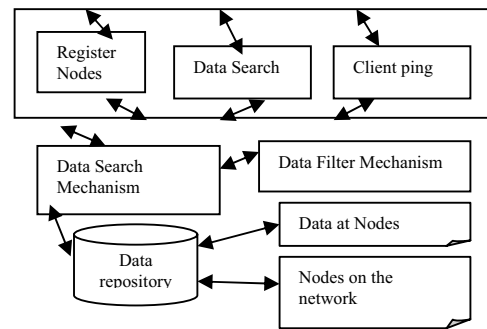 Register
Nodes
Data Search
Client ping
Data Search
Mechanism
Data Filter Mechanism
Data at Nodes
Data
repository
Nodes on the
network